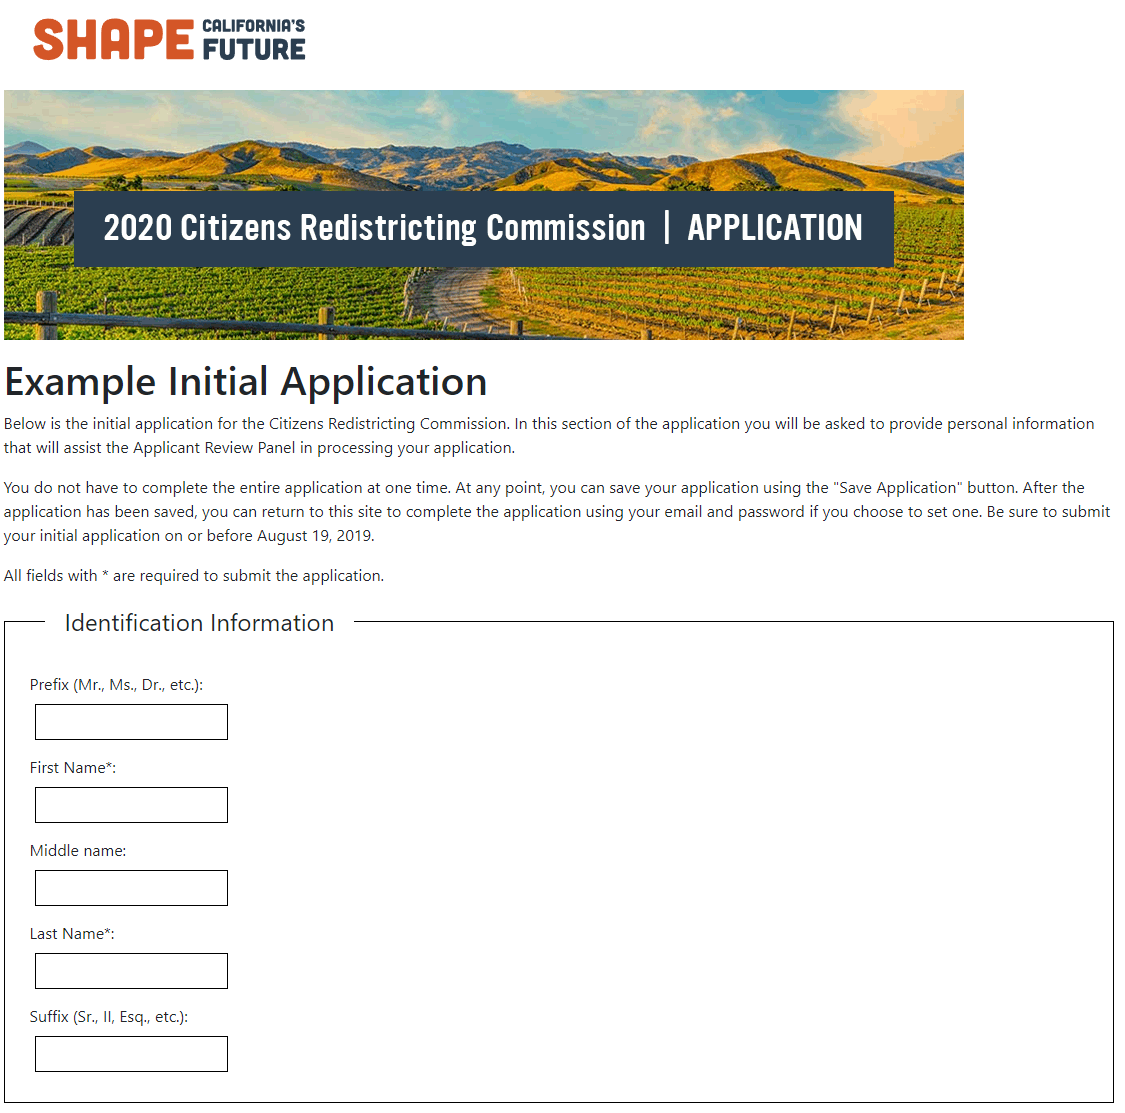 SHAPE CALIFORNIA'S FUTURE
2020 Citizens Redistricting Commission | APPLICATION
Example Initial Application
Below is the initial application for the Citizens Redistricting Commission. In this section of the application you will be asked to provide personal information
that will assist the Applicant Review Panel in processing your application.
You do not have to complete the entire application at one time. At any point, you can save your application using the "Save Application" button. After the
application has been saved, you can return to this site to complete the application using your email and password if you choose to set one. Be sure to submit
your initial application on or before August 19, 2019.
All fields with * are required to submit the application.
Identification Information
Prefix (Mr., Ms., Dr., etc.):
First Name*:
Middle name:
Last Name*:
Suffix (Sr., II, Esq., etc.):